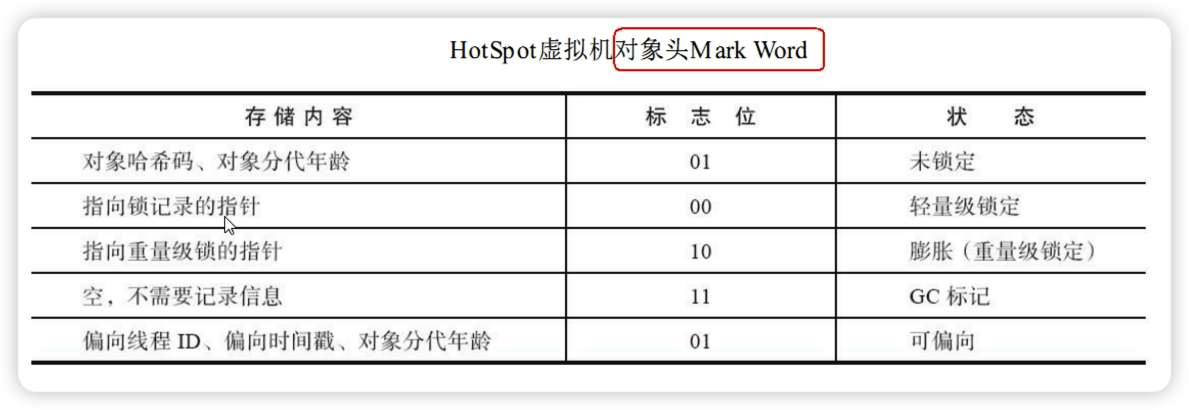 HotSpot虚拟机对象头Mark Word
存储内容 标志位 状态
对象哈希码、对象分代年龄 01 未锁定
指向锁记录的指针 00 轻量级锁定
指向重量级锁的指针 10 膨胀（重量级锁定）
空，不需要记录信息 11 GC 标记
偏向线程 ID、偏向时间戳、对象分代年龄 01 可偏向